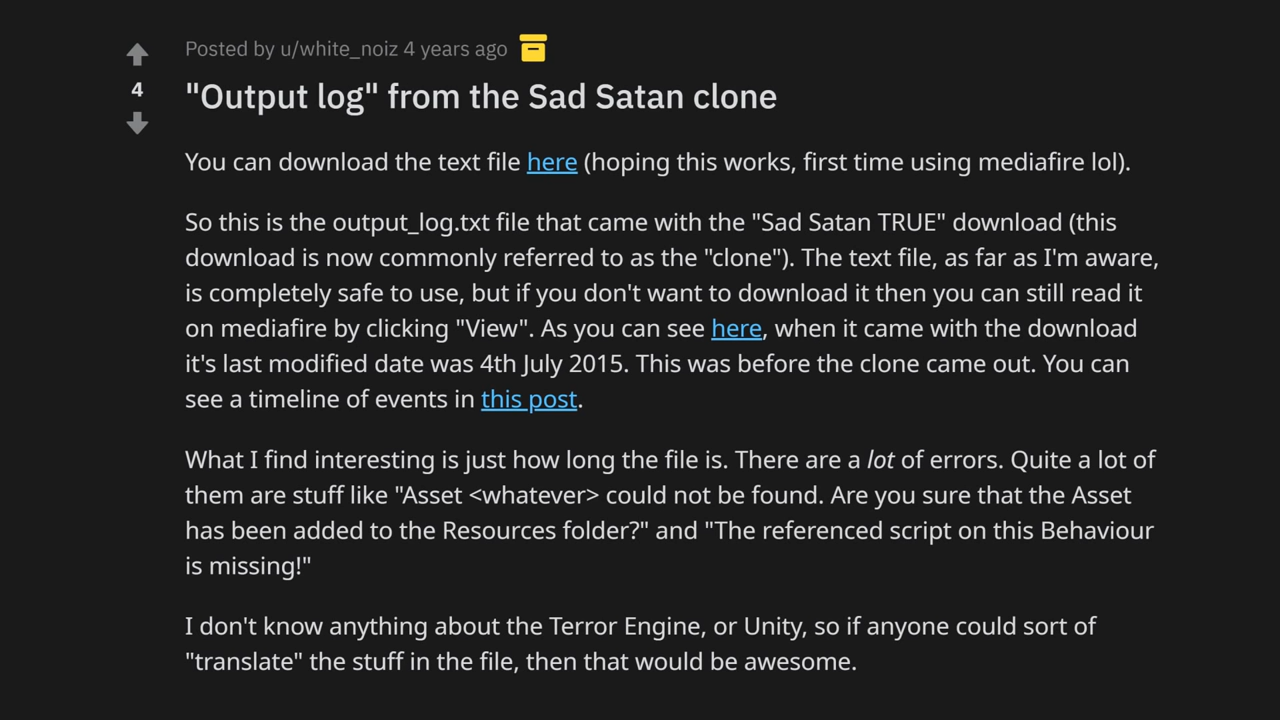 Posted by u/white_noiz 4 years ago
4
"Output log" from the Sad Satan clone
You can download the text file here (hoping this works, first time using mediafire lol).
So this is the output_log.txt file that came with the "Sad Satan TRUE" download (this
download is now commonly referred to as the "clone"). The text file, as far as I'm aware,
is completely safe to use, but if you don't want to download it then you can still read it
on mediafire by clicking "View". As you can see here, when it came with the download
it's last modified date was 4th July 2015. This was before the clone came out. You can
see a timeline of events in this post.
What I find interesting is just how long the file is. There are a lot of errors. Quite a lot of
them are stuff like "Asset <whatever> could not be found. Are you sure that the Asset
has been added to the Resources folder?" and "The referenced script on this Behaviour
is missing!"
I don't know anything about the Terror Engine, or Unity, so if anyone could sort of
"translate" the stuff in the file, then that would be awesome.